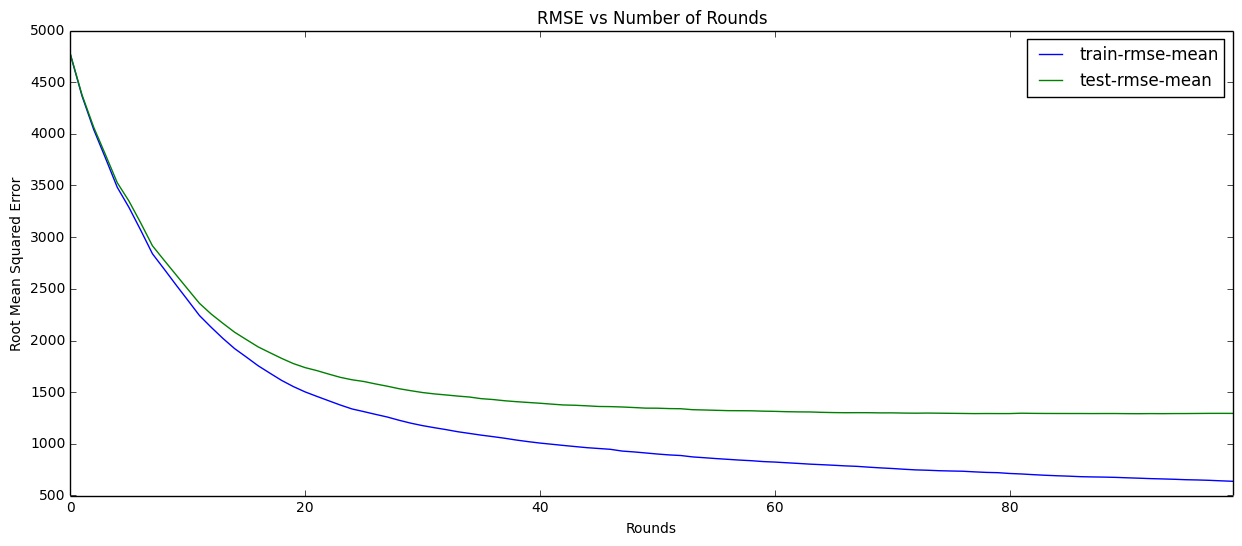 RMSE vs Number of Rounds
train-rmse-mean
test-rmse-mean
Root Mean Squared Error
5000
4500
4000
3500
3000
2500
2000
1500
1000
500
0 20 40 60 80
Rounds